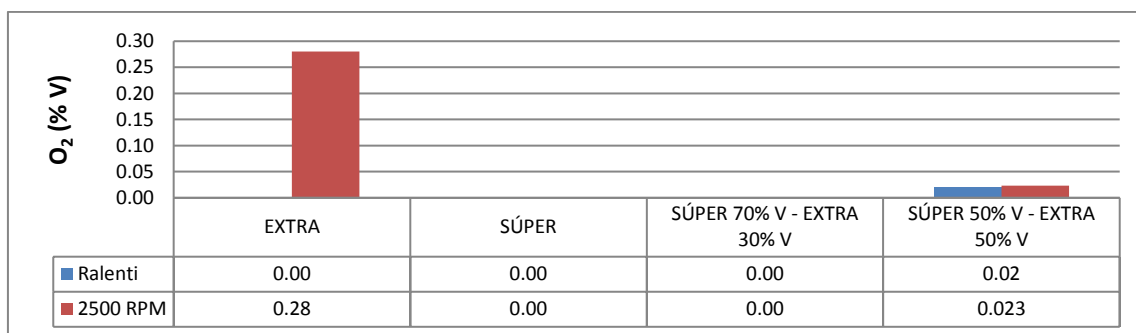 O₂ (% V)
0.30
0.25
0.20
0.15
0.10
0.05
0.00
EXTRA SÚPER SÚPER 70% V - EXTRA 30% V SÚPER 50% V - EXTRA 50% V
Ralenti 0.00 0.00 0.00 0.02
2500 RPM 0.28 0.00 0.00 0.023